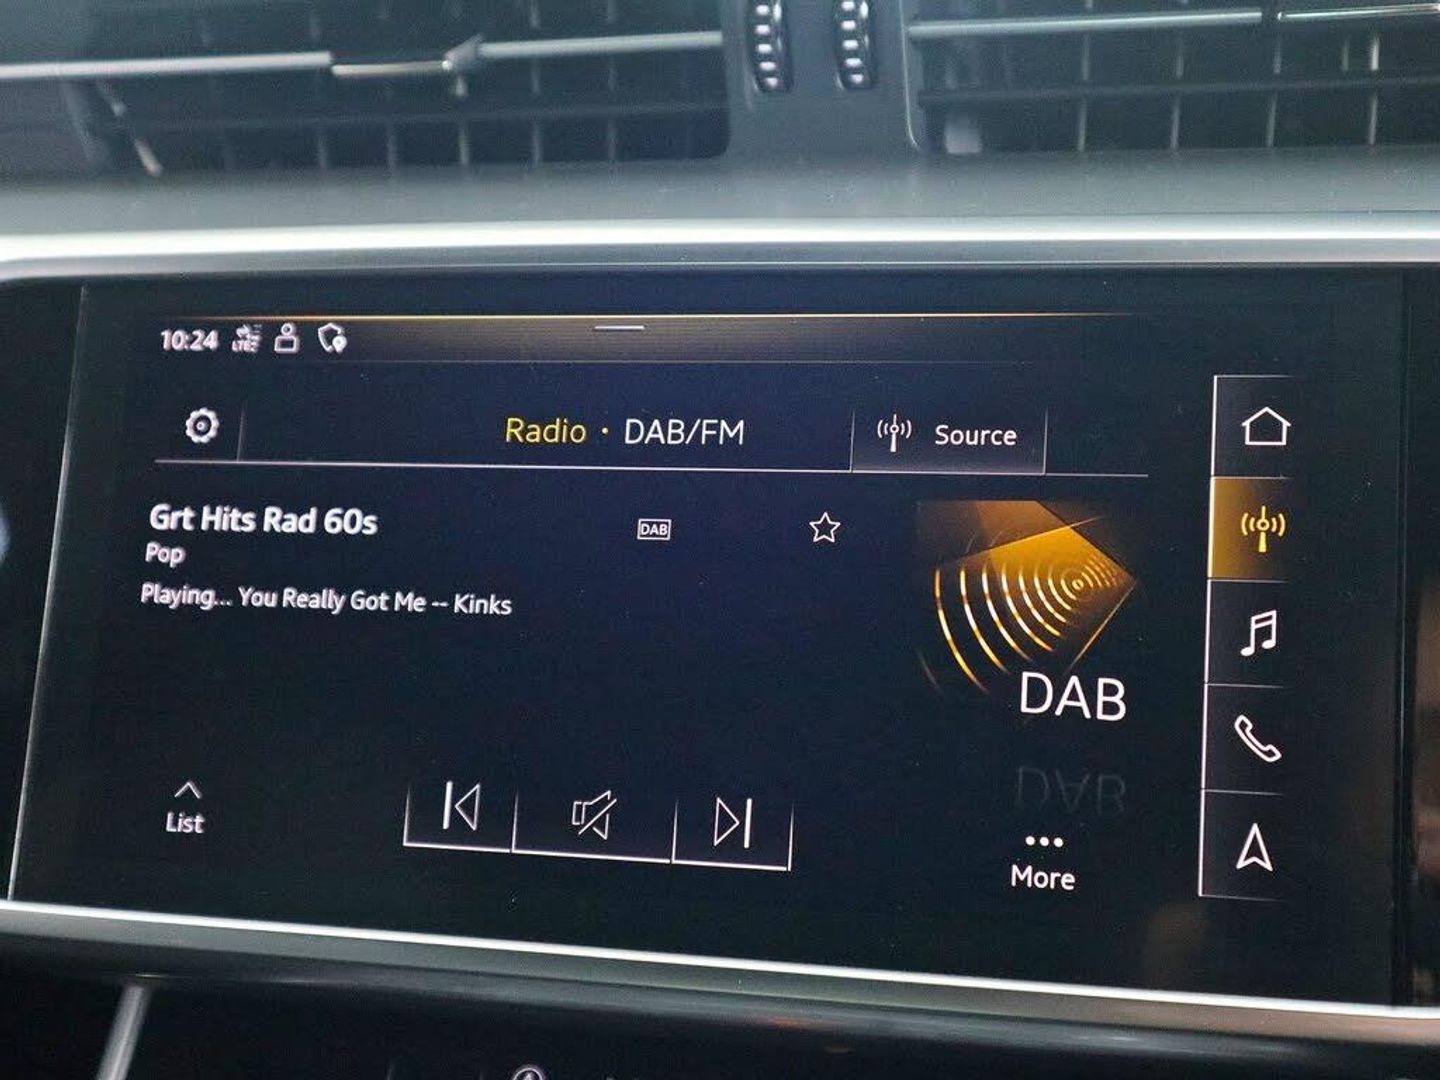 10:24 LTE
Radio · DAB/FM
Source
Grt Hits Rad 60s
DAB
Pop
Playing... You Really Got Me -- Kinks
DAB
List
More